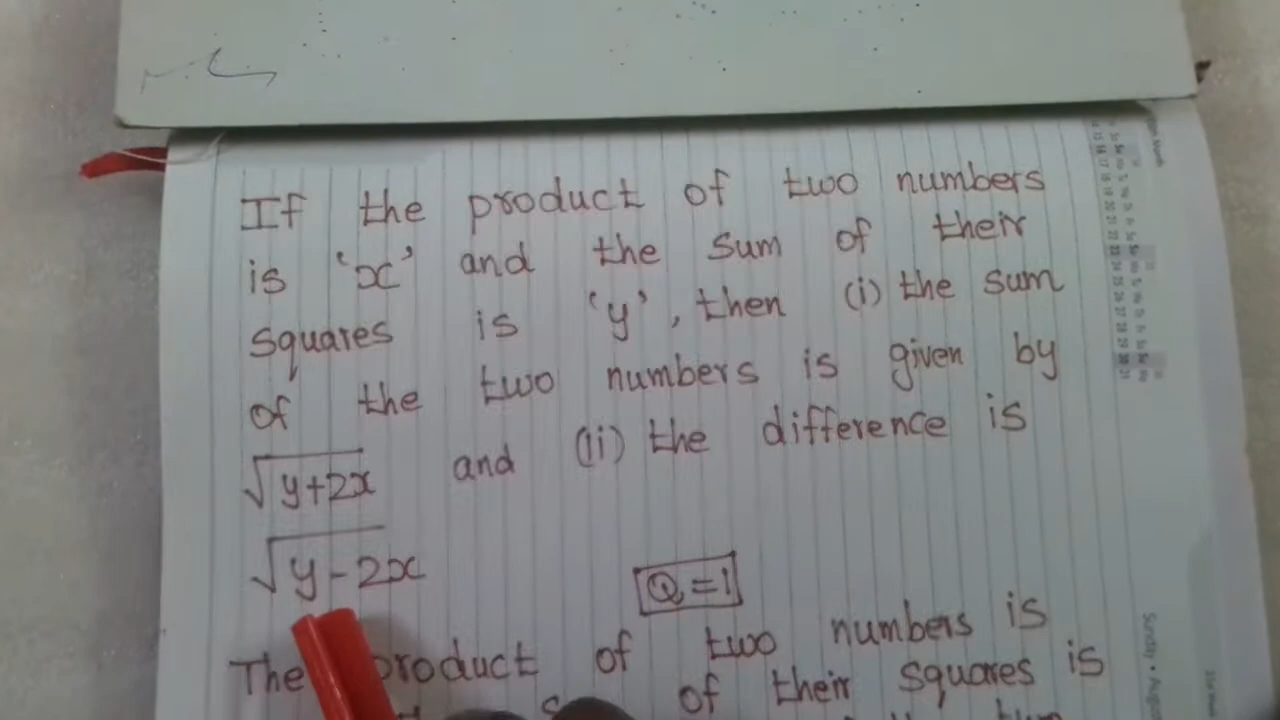 If the product of two numbers
is 'x' and the sum of their
squares is 'y', then (i) the sum
of the two numbers is given by
√y+2x and (ii) the difference is
√y-2x
Q=1
The product of two numbers is
of their squares is